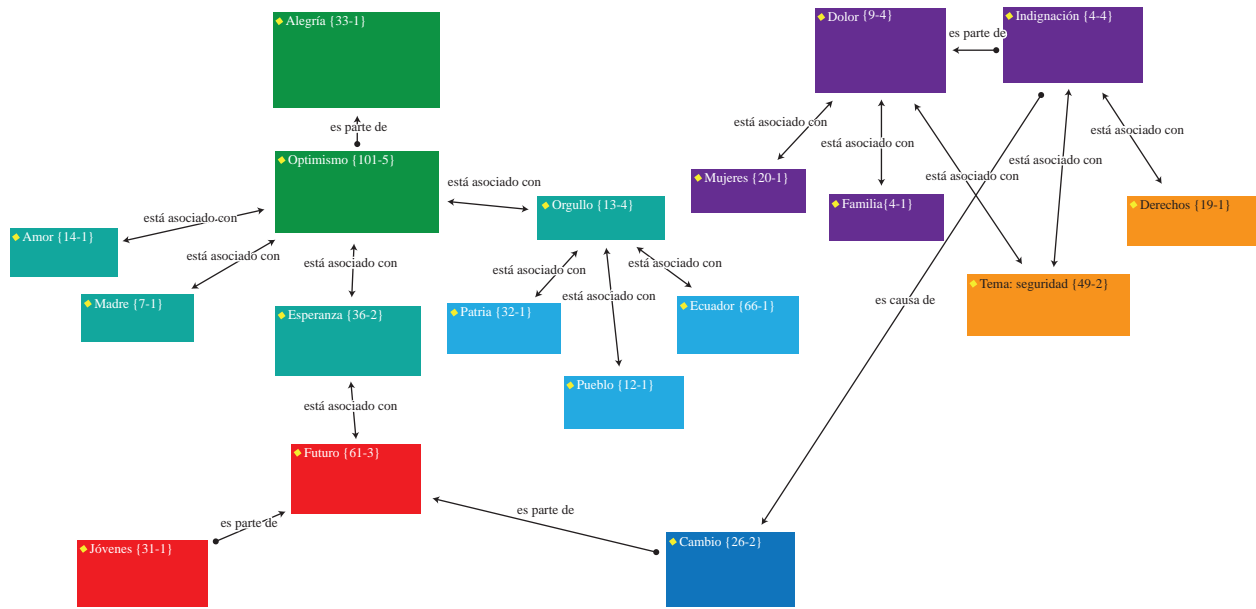 Alegría {33-1}
Dolor {9-4}
Indignación {4-4}
es parte de
es parte de
está asociado con
está asociado con
está asociado con
está asociado con
Optimismo {101-5}
está asociado con
está asociado con
Mujeres {20-1}
Familia{4-1}
Derechos {19-1}
Orgullo {13-4}
está asociado con
Amor {14-1}
está asociado con
está asociado con
está asociado con
está asociado con
está asociado con
Tema: seguridad {49-2}
Madre {7-1}
Esperanza {36-2}
Patria {32-1}
Ecuador {66-1}
es causa de
Pueblo {12-1}
está asociado con
Futuro {61-3}
es parte de
es parte de
Jóvenes {31-1}
Cambio {26-2}